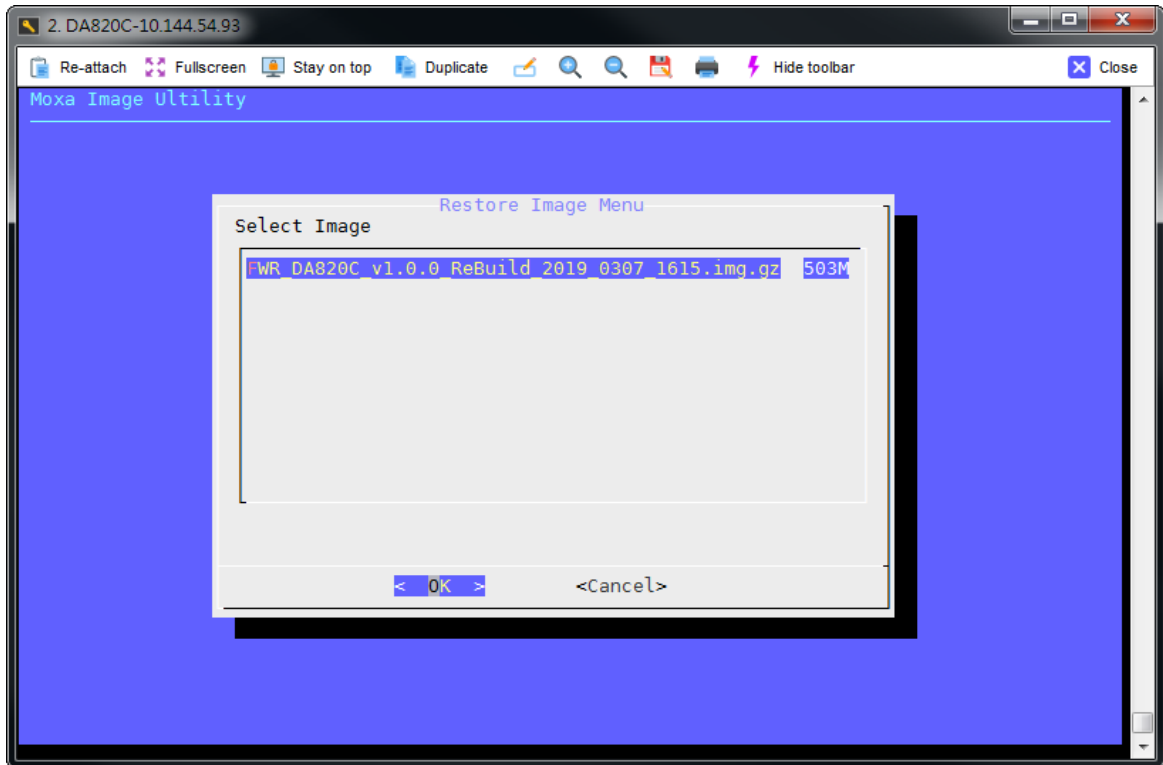 2. DA820C-10.144.54.93
Re-attach Fullscreen Stay on top Duplicate Hide toolbar Close
Moxa Image Ultility
Restore Image Menu
Select Image
FWR_DA820C_v1.0.0_ReBuild_2019_0307_1615.img.gz 503M
< OK > <Cancel>